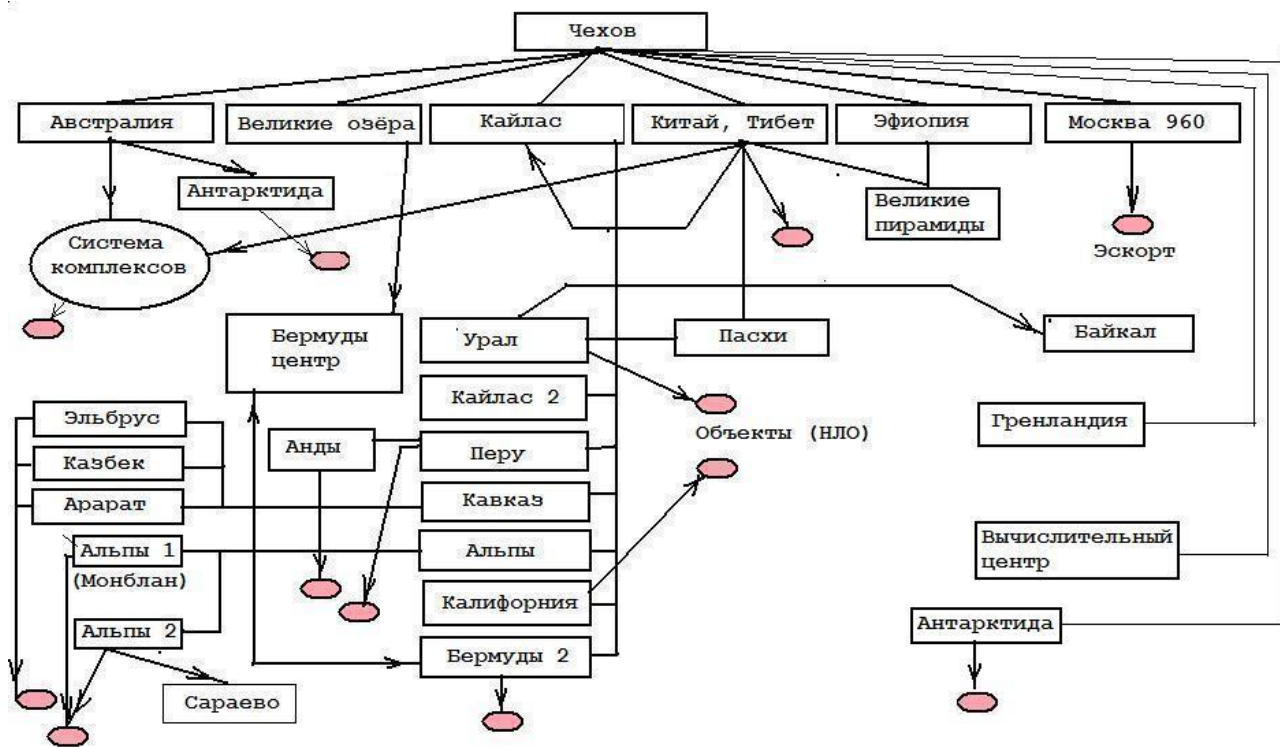 Чехов
Австралия
Великие озёра
Кайлас
Китай, Тибет
Эфиопия
Москва 960
Антарктида
Великие
пирамиды
Система
комплексов
Эскорт
Бермуды
центр
Урал
Пасхи
Байкал
Кайлас 2
Эльбрус
Гренландия
Объекты (НЛО)
Анды
Перу
Казбек
Арарат
Кавказ
Альпы 1
(Монблан)
Альпы
Вычислительный
центр
Калифорния
Антарктида
Альпы 2
Бермуды 2
Сараево